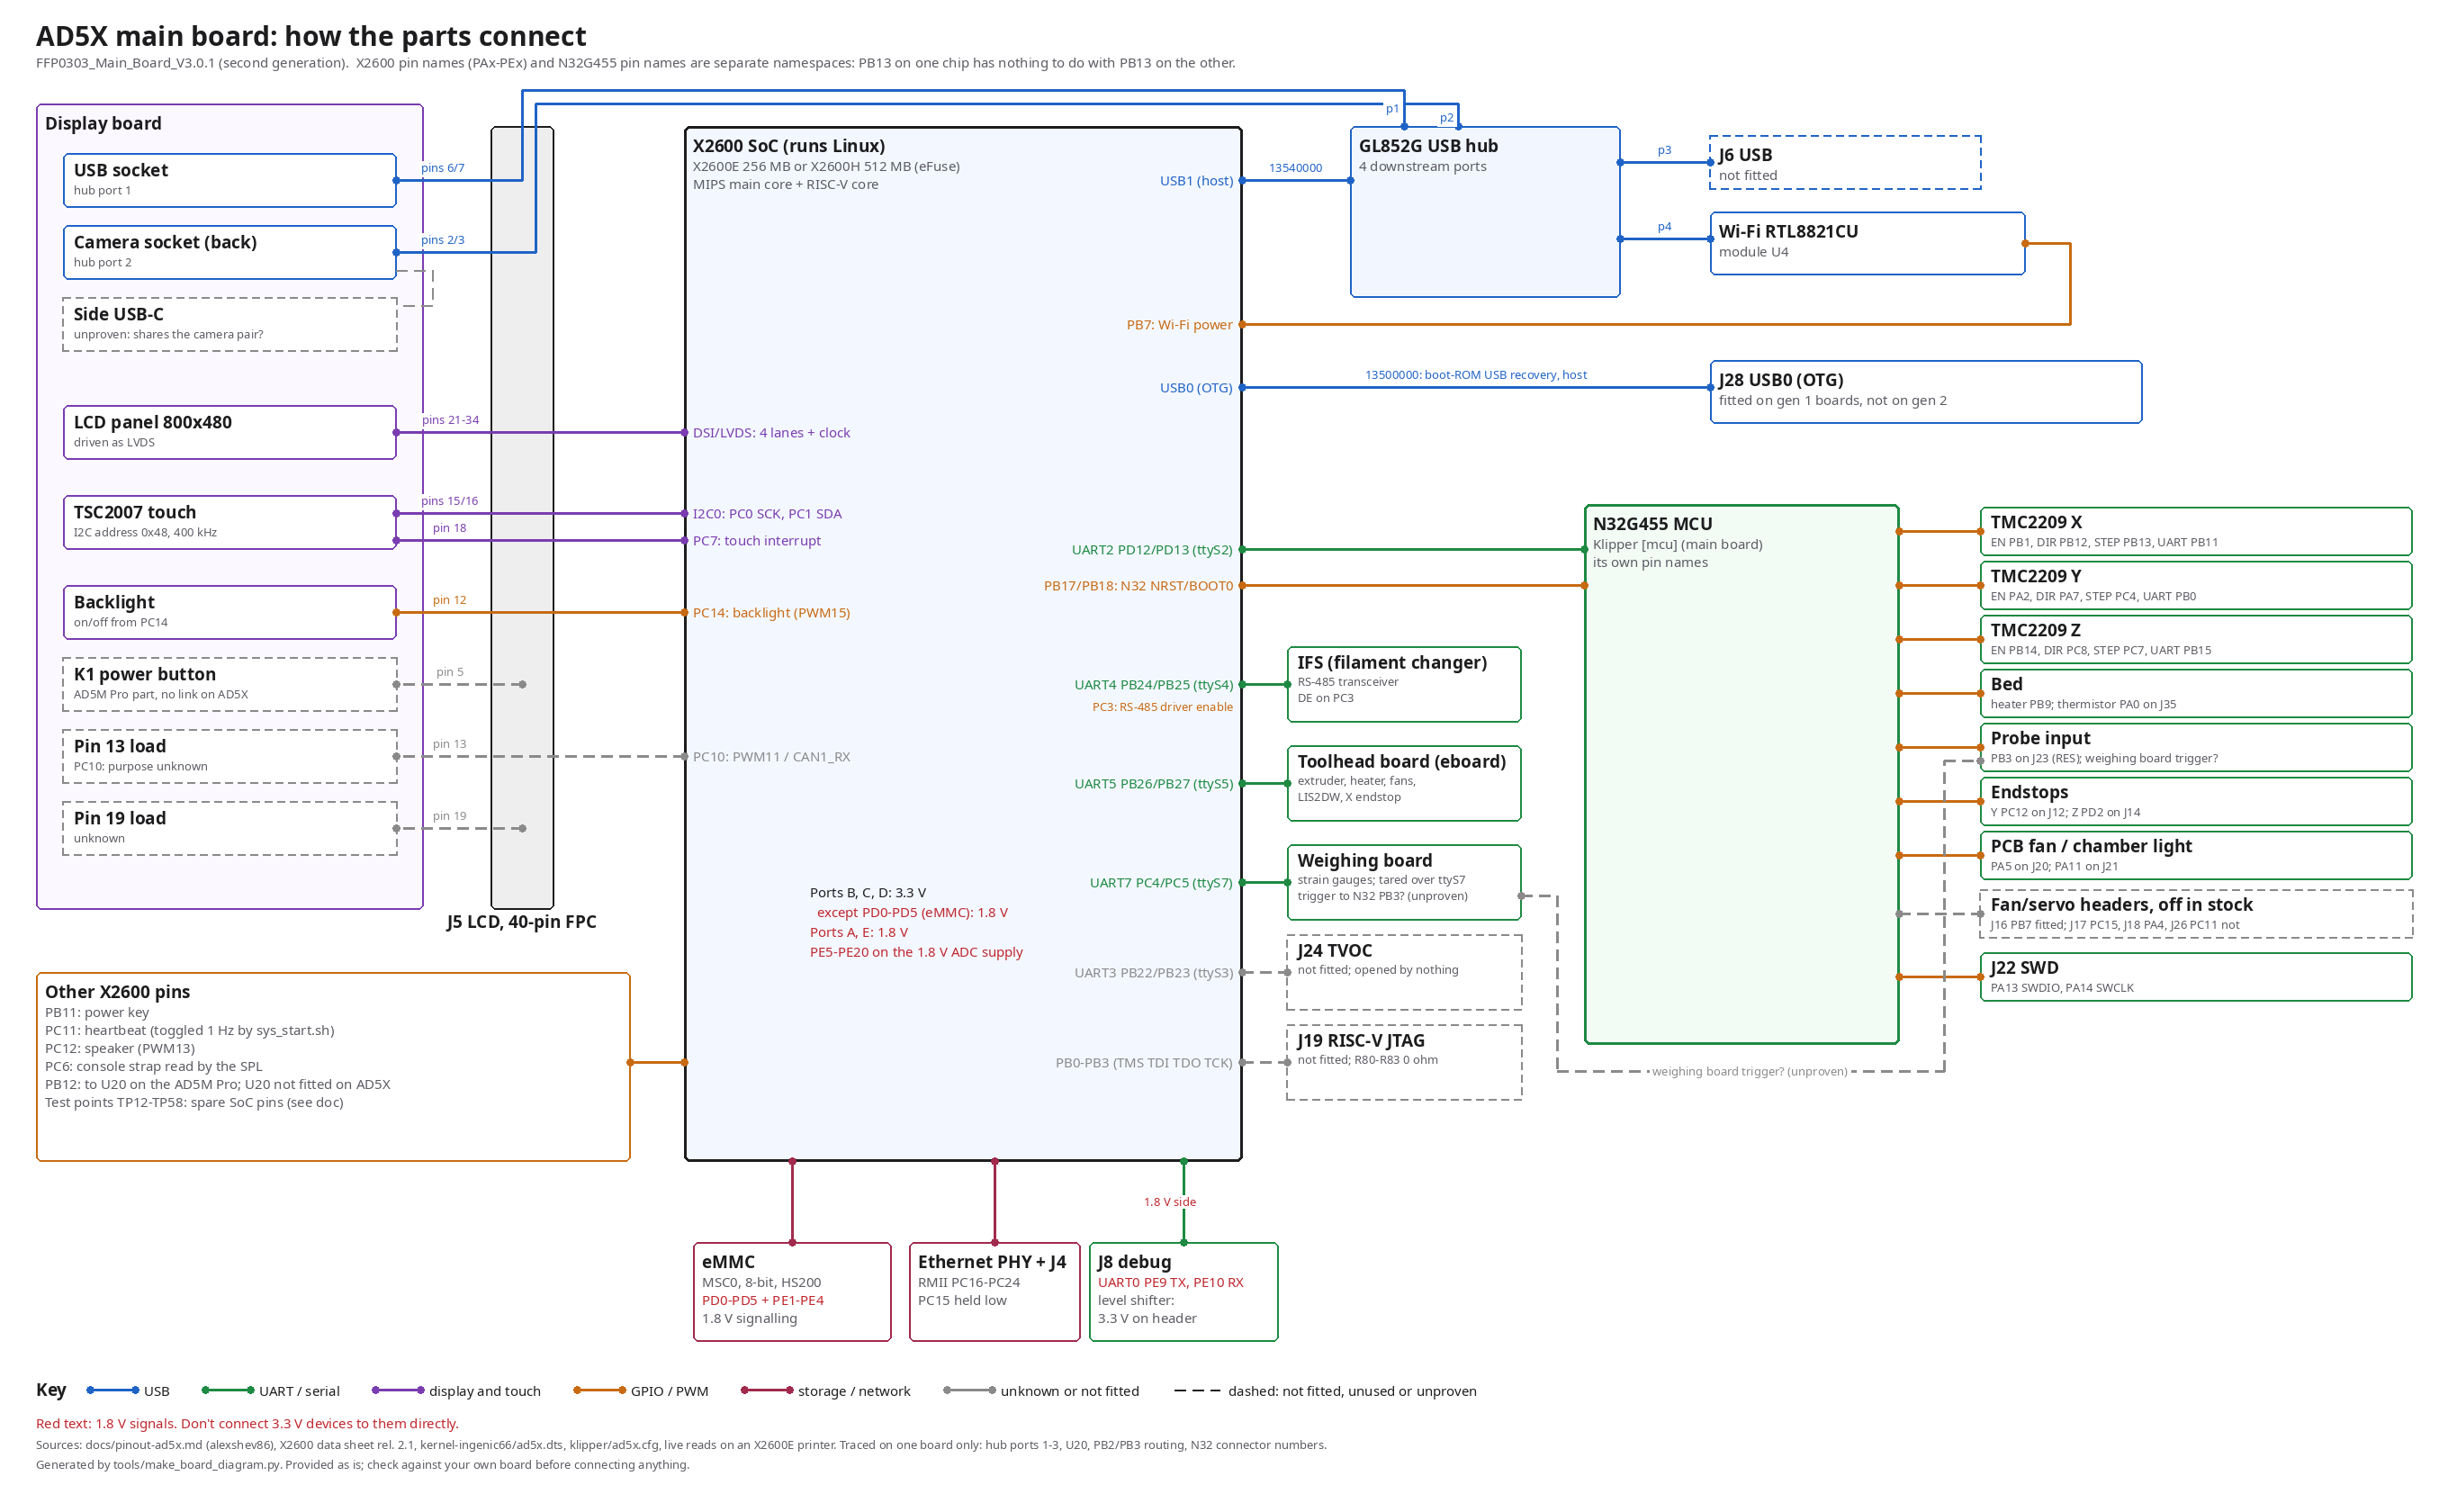 AD5X main board: how the parts connect
FFP0303_Main_Board_V3.0.1 (second generation).  X2600 pin names (PAx-PEx) and N32G455 pin names are separate namespaces: PB13 on one chip has nothing to do with PB13 on the other.
Display board
USB socket
hub port 1
pins 6/7
Camera socket (back)
hub port 2
pins 2/3
Side USB-C
unproven: shares the camera pair?
LCD panel 800x480
driven as LVDS
pins 21-34
TSC2007 touch
I2C address 0x48, 400 kHz
pins 15/16
pin 18
Backlight
on/off from PC14
pin 12
K1 power button
AD5M Pro part, no link on AD5X
pin 5
Pin 13 load
PC10: purpose unknown
pin 13
Pin 19 load
unknown
pin 19
J5 LCD, 40-pin FPC
X2600 SoC (runs Linux)
X2600E 256 MB or X2600H 512 MB (eFuse)
MIPS main core + RISC-V core
USB1 (host)
PB7: Wi-Fi power
USB0 (OTG)
DSI/LVDS: 4 lanes + clock
I2C0: PC0 SCK, PC1 SDA
PC7: touch interrupt
UART2 PD12/PD13 (ttyS2)
PB17/PB18: N32 NRST/BOOT0
PC14: backlight (PWM15)
UART4 PB24/PB25 (ttyS4)
PC3: RS-485 driver enable
PC10: PWM11 / CAN1_RX
UART5 PB26/PB27 (ttyS5)
UART7 PC4/PC5 (ttyS7)
Ports B, C, D: 3.3 V
except PD0-PD5 (eMMC): 1.8 V
Ports A, E: 1.8 V
PE5-PE20 on the 1.8 V ADC supply
UART3 PB22/PB23 (ttyS3)
PB0-PB3 (TMS TDI TDO TCK)
13540000
p1
p2
GL852G USB hub
4 downstream ports
p3
J6 USB
not fitted
p4
Wi-Fi RTL8821CU
module U4
13500000: boot-ROM USB recovery, host
J28 USB0 (OTG)
fitted on gen 1 boards, not on gen 2
N32G455 MCU
Klipper [mcu] (main board)
its own pin names
IFS (filament changer)
RS-485 transceiver
DE on PC3
Toolhead board (eboard)
extruder, heater, fans,
LIS2DW, X endstop
Weighing board
strain gauges; tared over ttyS7
trigger to N32 PB3? (unproven)
J24 TVOC
not fitted; opened by nothing
J19 RISC-V JTAG
not fitted; R80-R83 0 ohm
weighing board trigger? (unproven)
TMC2209 X
EN PB1, DIR PB12, STEP PB13, UART PB11
TMC2209 Y
EN PA2, DIR PA7, STEP PC4, UART PB0
TMC2209 Z
EN PB14, DIR PC8, STEP PC7, UART PB15
Bed
heater PB9; thermistor PA0 on J35
Probe input
PB3 on J23 (RES); weighing board trigger?
Endstops
Y PC12 on J12; Z PD2 on J14
PCB fan / chamber light
PA5 on J20; PA11 on J21
Fan/servo headers, off in stock
J16 PB7 fitted; J17 PC15, J18 PA4, J26 PC11 not
J22 SWD
PA13 SWDIO, PA14 SWCLK
Other X2600 pins
PB11: power key
PC11: heartbeat (toggled 1 Hz by sys_start.sh)
PC12: speaker (PWM13)
PC6: console strap read by the SPL
PB12: to U20 on the AD5M Pro; U20 not fitted on AD5X
Test points TP12-TP58: spare SoC pins (see doc)
1.8 V side
eMMC
MSC0, 8-bit, HS200
PD0-PD5 + PE1-PE4
1.8 V signalling
Ethernet PHY + J4
RMII PC16-PC24
PC15 held low
J8 debug
UART0 PE9 TX, PE10 RX
level shifter:
3.3 V on header
Key
USB
UART / serial
display and touch
GPIO / PWM
storage / network
unknown or not fitted
dashed: not fitted, unused or unproven
Red text: 1.8 V signals. Don't connect 3.3 V devices to them directly.
Sources: docs/pinout-ad5x.md (alexshev86), X2600 data sheet rel. 2.1, kernel-ingenic66/ad5x.dts, klipper/ad5x.cfg, live reads on an X2600E printer. Traced on one board only: hub ports 1-3, U20, PB2/PB3 routing, N32 connector numbers.
Generated by tools/make_board_diagram.py. Provided as is; check against your own board before connecting anything.